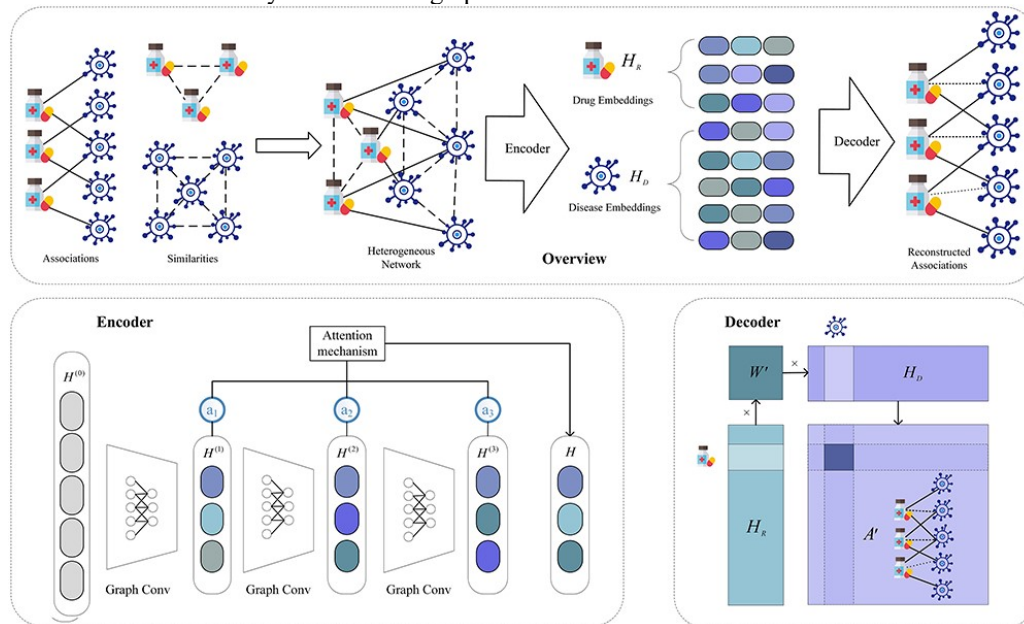 Associations
Similarities
Heterogeneous
Network
Encoder
Overview
H_R
Drug Embeddings
H_D
Disease Embeddings
Decoder
Reconstructed
Associations
Encoder
Attention
mechanism
a1
a2
a3
H(0)
H(1)
H(2)
H(3)
H
Graph Conv
Graph Conv
Graph Conv
Decoder
W'
×
H_D
×
H_R
A'